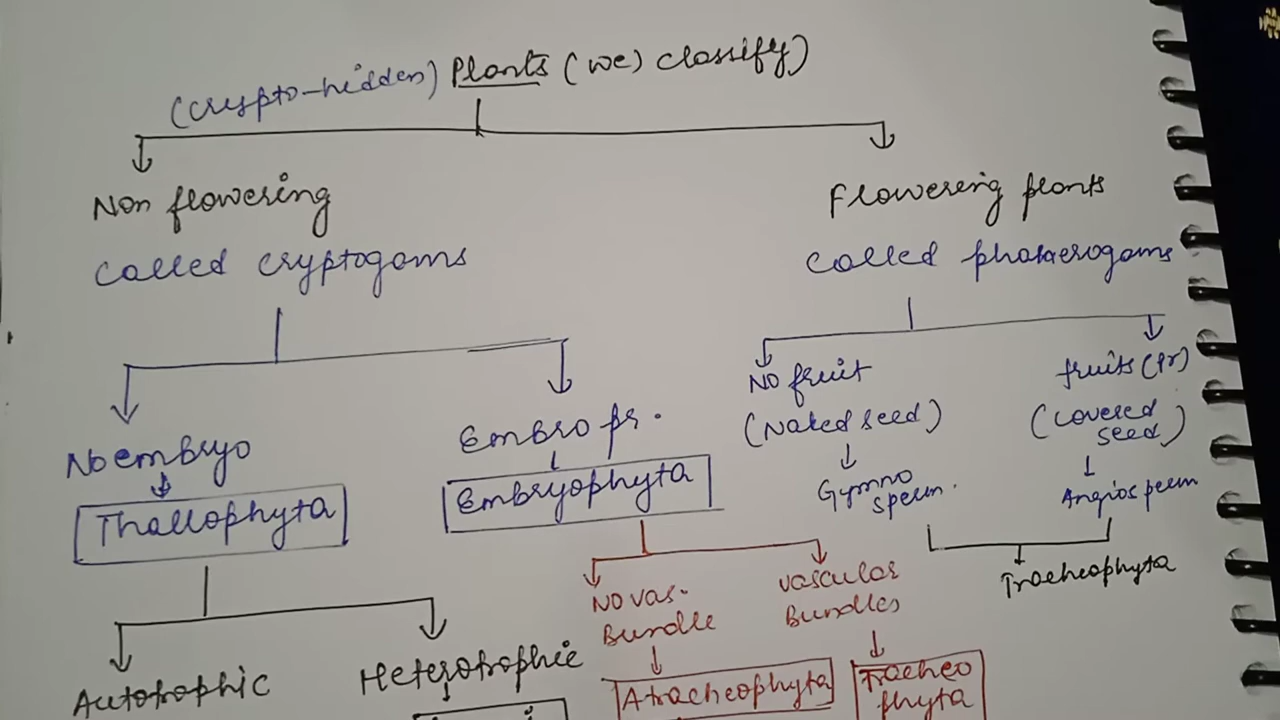 (crypto-hidden) Plants (we) classify)
Non flowering
called cryptogams
Flowering plants
called phanerogams
No embryo
Thallophyta
Embro pr.
Embryophyta
No fruit
(Naked seed)
Gymno
sperm.
fruits (Pr)
(Covered
seed)
Angiosperm
Tracheophyta
No vas.
Bundle
Atracheophyta
vascular
Bundles
Tracheo
phyta
Autotrophic
Heterotrophic